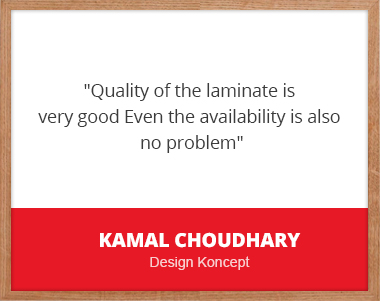 "Quality of the laminate is
very good Even the availability is also
no problem"
KAMAL CHOUDHARY
Design Koncept